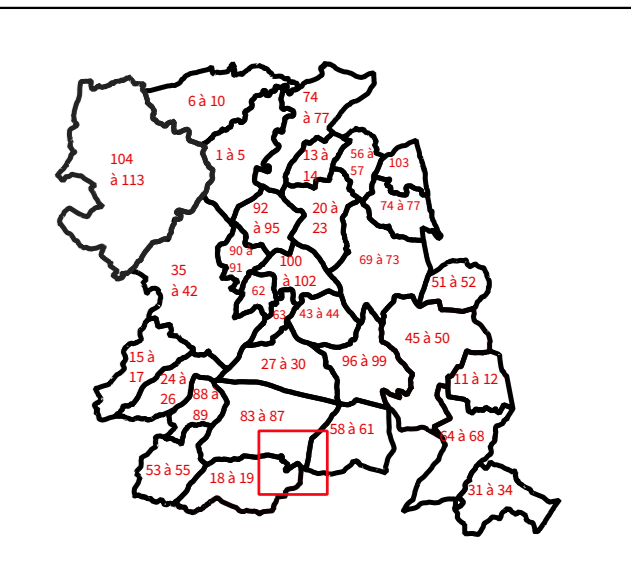 6 à 10
74
à 77
104
à 113
1 à 5
13 à
14
56 à
57
103
92
à 95
20 à
23
74 à 77
90 à
91
100
à 102
69 à 73
35
à 42
62
51 à 52
63
43 à 44
45 à 50
15 à
17
27 à 30
96 à 99
24 à
26
11 à 12
88 à
89
83 à 87
58 à 61
64 à 68
53 à 55
18 à 19
31 à 34